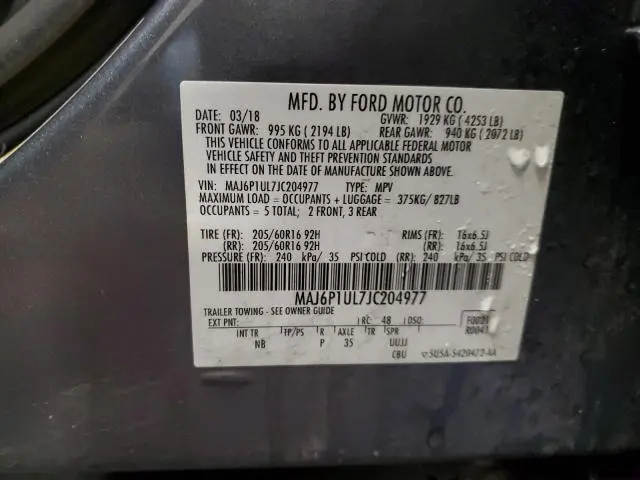 MFD. BY FORD MOTOR CO.
DATE: 03/18 GVWR: 1929 KG ( 4253 LB)
FRONT GAWR: 995 KG ( 2194 LB) REAR GAWR: 940 KG (2072 LB)
THIS VEHICLE CONFORMS TO ALL APPLICABLE FEDERAL MOTOR
VEHICLE SAFETY AND THEFT PREVENTION STANDARDS
IN EFFECT ON THE DATE OF MANUFACTURE SHOWN ABOVE.
VIN: MAJ6P1UL7JC204977 TYPE: MPV
MAXIMUM LOAD = OCCUPANTS + LUGGAGE = 375KG/ 827LB
OCCUPANTS = 5 TOTAL; 2 FRONT, 3 REAR
TIRE (FR): 205/60R16 92H RIMS (FR): 16x6.5J
(RR): 205/60R16 92H (RR): 16x6.5J
PRESSURE (FR): 240 kPa/ 35 PSI COLD (RR): 240 kPa/ 35 PSI COLD
MAJ6P1UL7JC204977
TRAILER TOWING - SEE OWNER GUIDE
EXT PNT: RC: 48 DSO: F0021
R0041
INT TR TP/PS R AXLE TR SPR
NB P 35 UUJJ
CBU 5U5A-5420472-AA